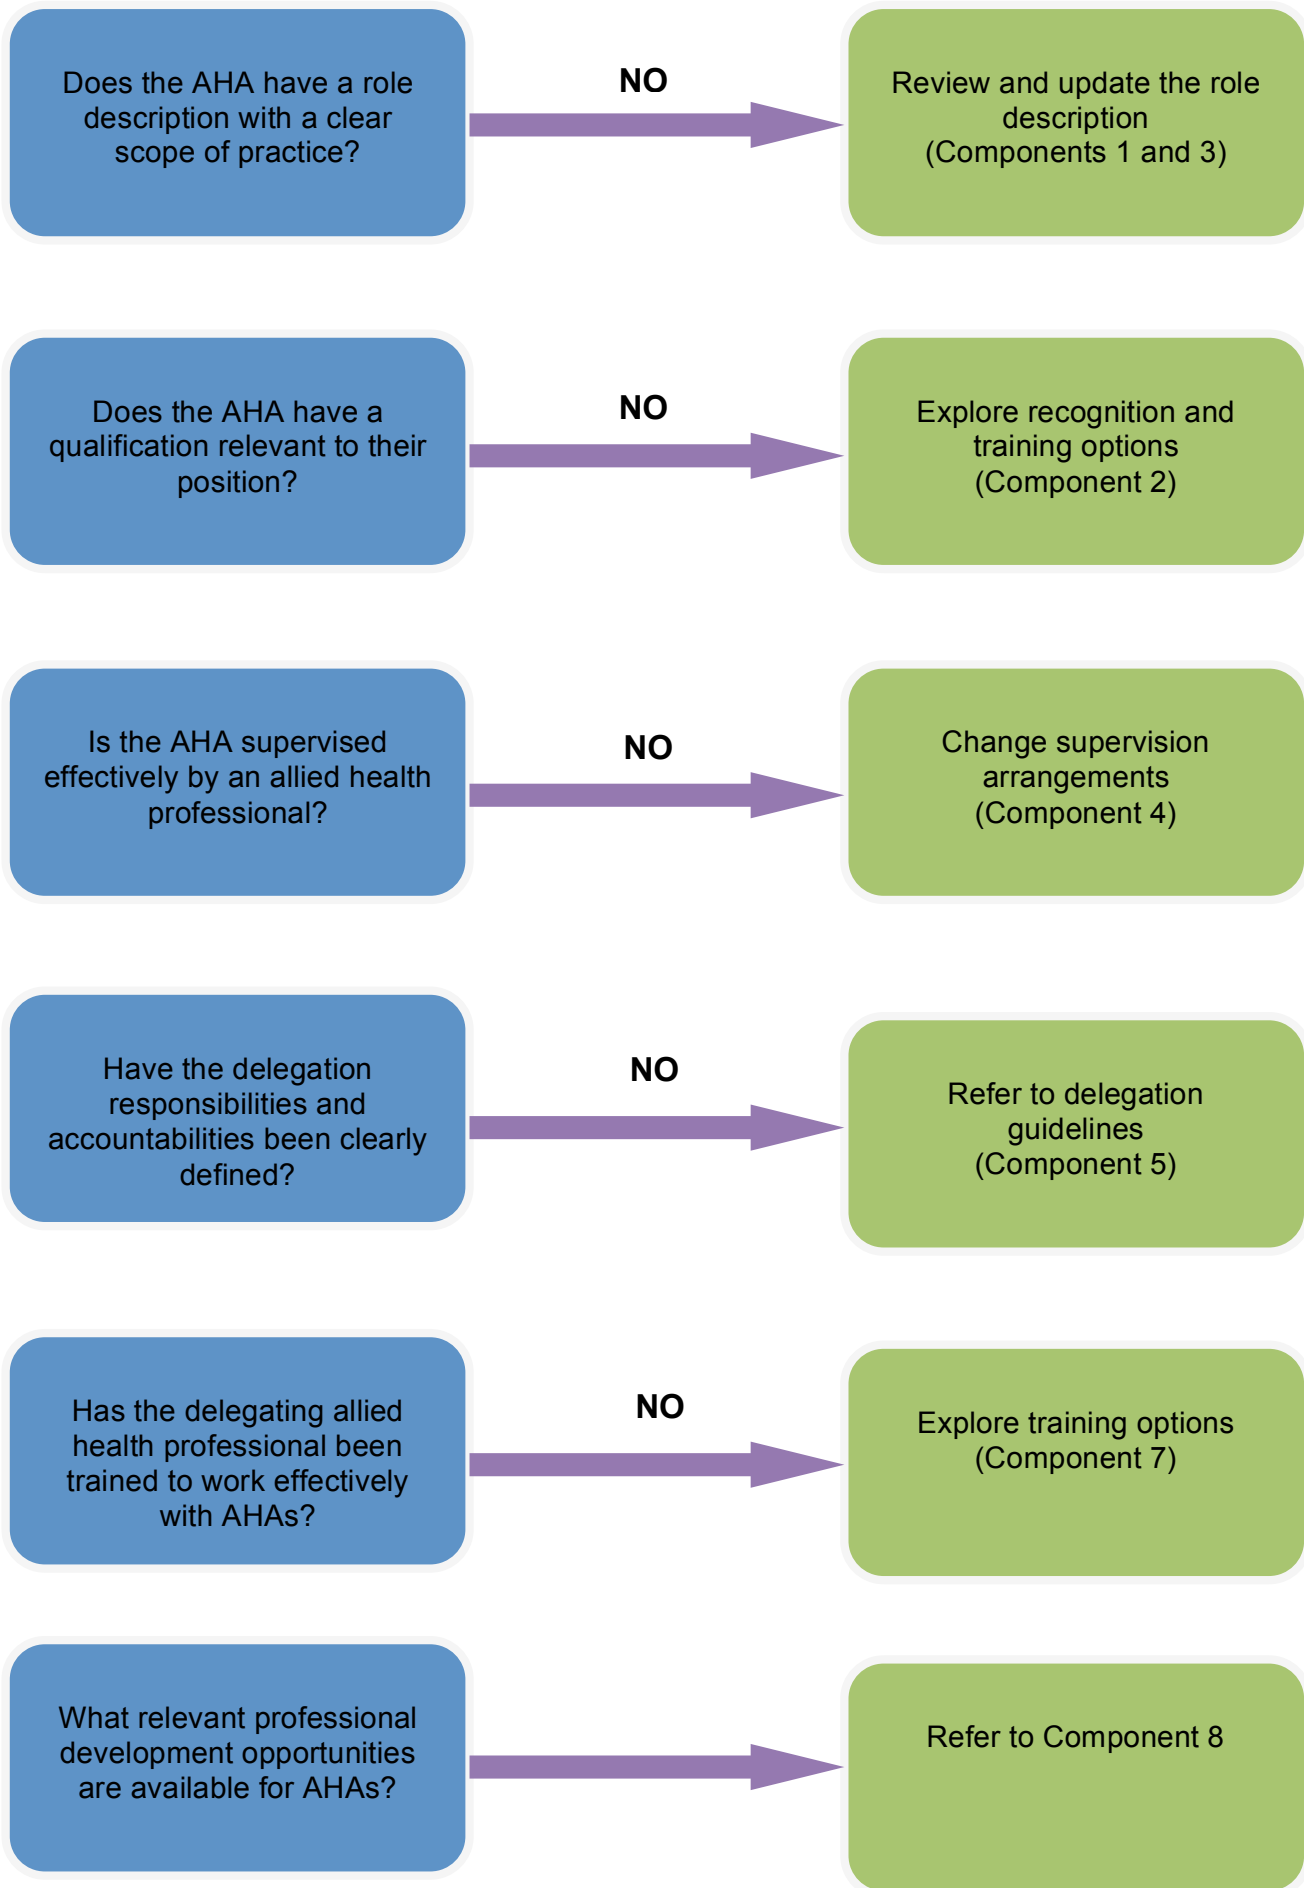 Does the AHA have a role
description with a clear
scope of practice?
NO
Review and update the role
description
(Components 1 and 3)
Does the AHA have a
qualification relevant to their
position?
NO
Explore recognition and
training options
(Component 2)
Is the AHA supervised
effectively by an allied health
professional?
NO
Change supervision
arrangements
(Component 4)
Have the delegation
responsibilities and
accountabilities been clearly
defined?
NO
Refer to delegation
guidelines
(Component 5)
Has the delegating allied
health professional been
trained to work effectively
with AHAs?
NO
Explore training options
(Component 7)
What relevant professional
development opportunities
are available for AHAs?
Refer to Component 8